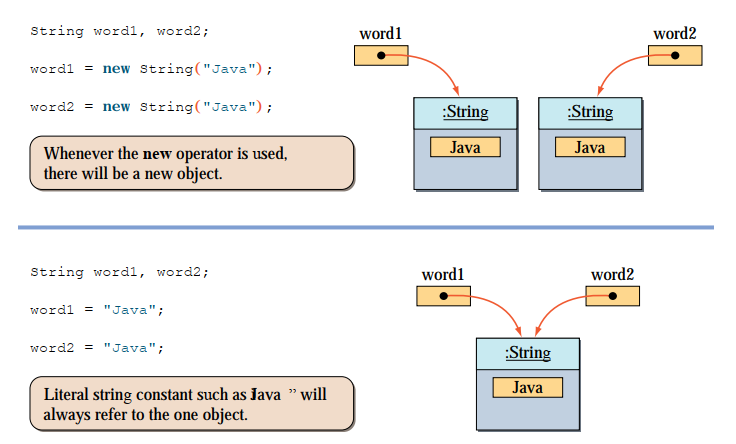 String word1, word2;
word1 = new String("Java");
word2 = new String("Java");
Whenever the new operator is used,
there will be a new object.
word1
word2
:String
:String
Java
Java
String word1, word2;
word1 = "Java";
word2 = "Java";
Literal string constant such as Java ” will
always refer to the one object.
word1
word2
:String
Java